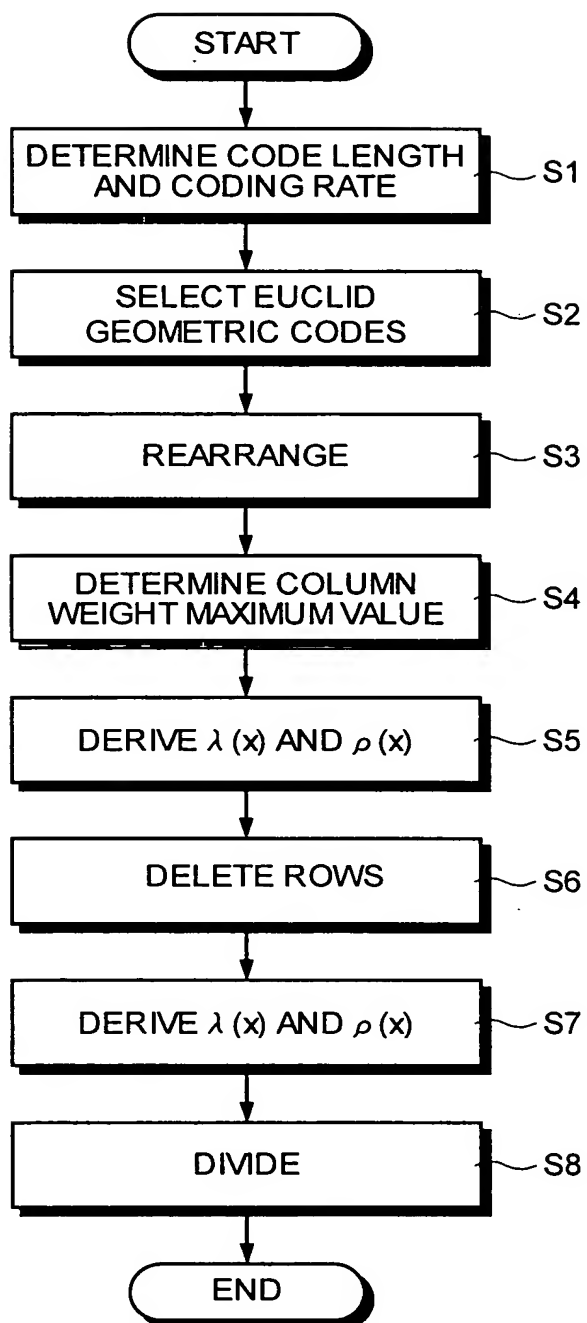 START
DETERMINE CODE LENGTH
AND CODING RATE
S1
SELECT EUCLID
GEOMETRIC CODES
S2
REARRANGE
S3
DETERMINE COLUMN
WEIGHT MAXIMUM VALUE
S4
DERIVE λ (x) AND ρ (x)
S5
DELETE ROWS
S6
DERIVE λ (x) AND ρ (x)
S7
DIVIDE
S8
END